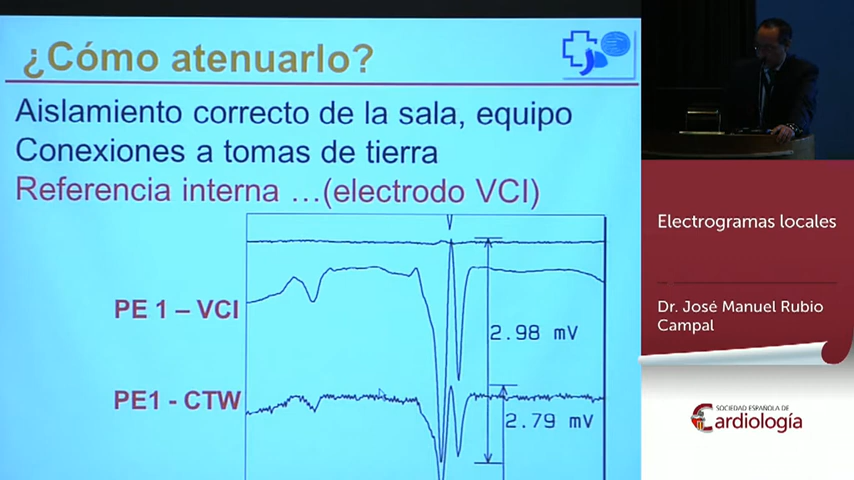 ¿Cómo atenuarlo?
Aislamiento correcto de la sala, equipo
Conexiones a tomas de tierra
Referencia interna …(electrodo VCI)
V
PE 1 – VCI
2.98 mV
PE1 - CTW
2.79 mV
Electrogramas locales
Dr. José Manuel Rubio
Campal
SOCIEDAD ESPAÑOLA DE
Cardiología